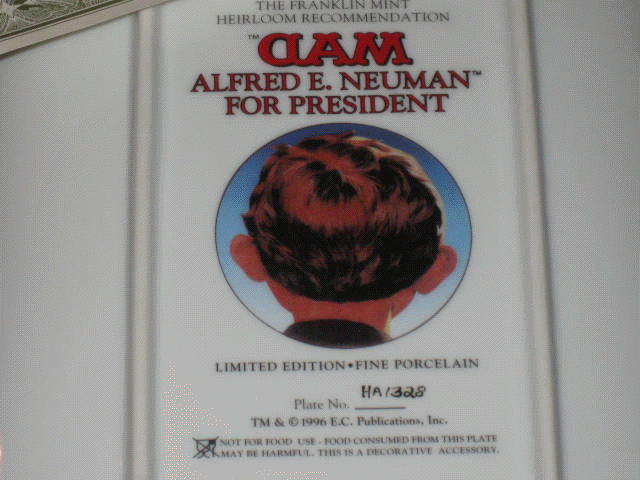 THE FRANKLIN MINT
HEIRLOOM RECOMMENDATION
™ MAD
ALFRED E. NEUMAN™
FOR PRESIDENT
LIMITED EDITION • FINE PORCELAIN
Plate No. HA1328
TM & © 1996 E.C. Publications, Inc.
NOT FOR FOOD USE - FOOD CONSUMED FROM THIS PLATE
MAY BE HARMFUL. THIS IS A DECORATIVE ACCESSORY.